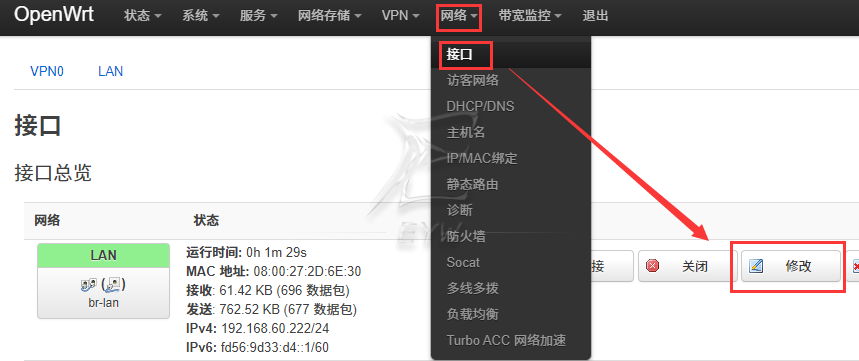 OpenWrt 状态 系统 服务 网络存储 VPN 网络 带宽监控 退出
接口
访客网络
DHCP/DNS
主机名
IP/MAC绑定
静态路由
诊断
防火墙
Socat
多线多拨
负载均衡
Turbo ACC 网络加速
VPN0 LAN
接口
接口总览
网络 状态
LAN
br-lan
运行时间: 0h 1m 29s
MAC 地址: 08:00:27:2D:6E:30
接收: 61.42 KB (696 数据包)
发送: 762.52 KB (677 数据包)
IPv4: 192.168.60.222/24
IPv6: fd56:9d33:d4::1/60
接 关闭 修改
EYW